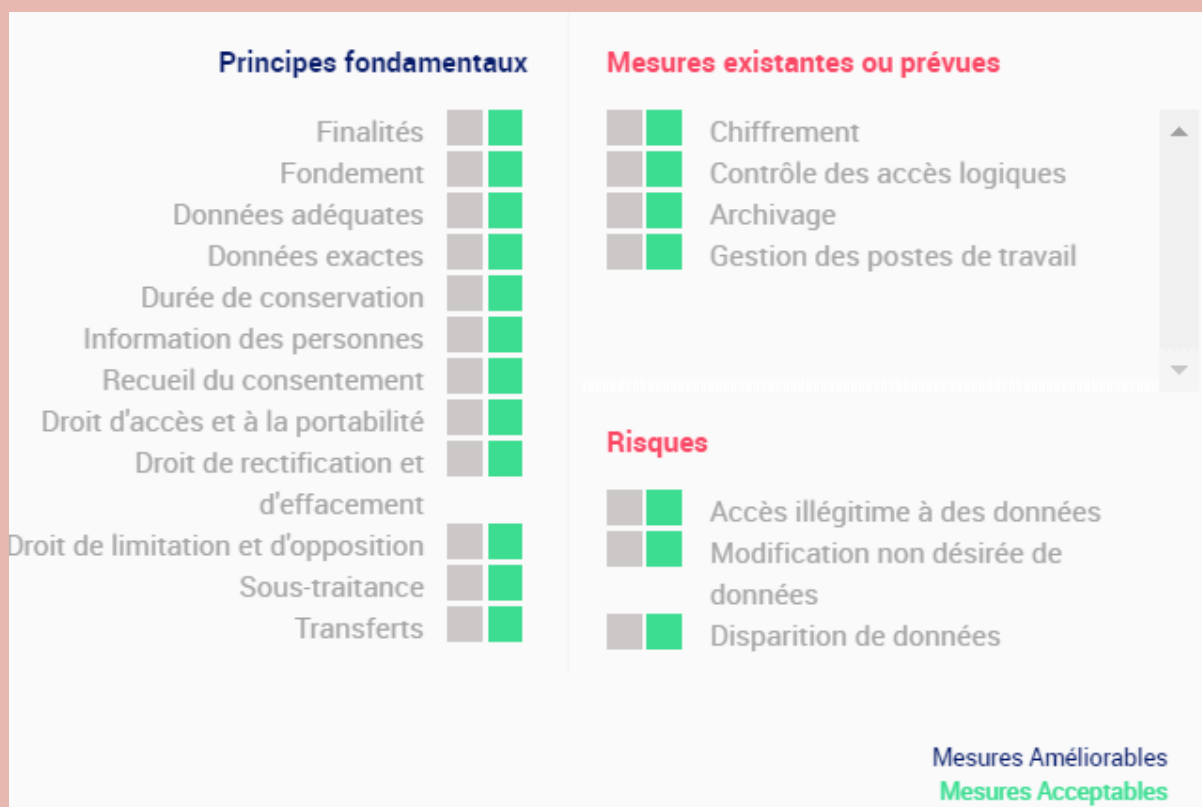 Principes fondamentaux
Finalités
Fondement
Données adéquates
Données exactes
Durée de conservation
Information des personnes
Recueil du consentement
Droit d'accès et à la portabilité
Droit de rectification et
d'effacement
Droit de limitation et d'opposition
Sous-traitance
Transferts
Mesures existantes ou prévues
Chiffrement
Contrôle des accès logiques
Archivage
Gestion des postes de travail
Risques
Accès illégitime à des données
Modification non désirée de
données
Disparition de données
Mesures Améliorables
Mesures Acceptables